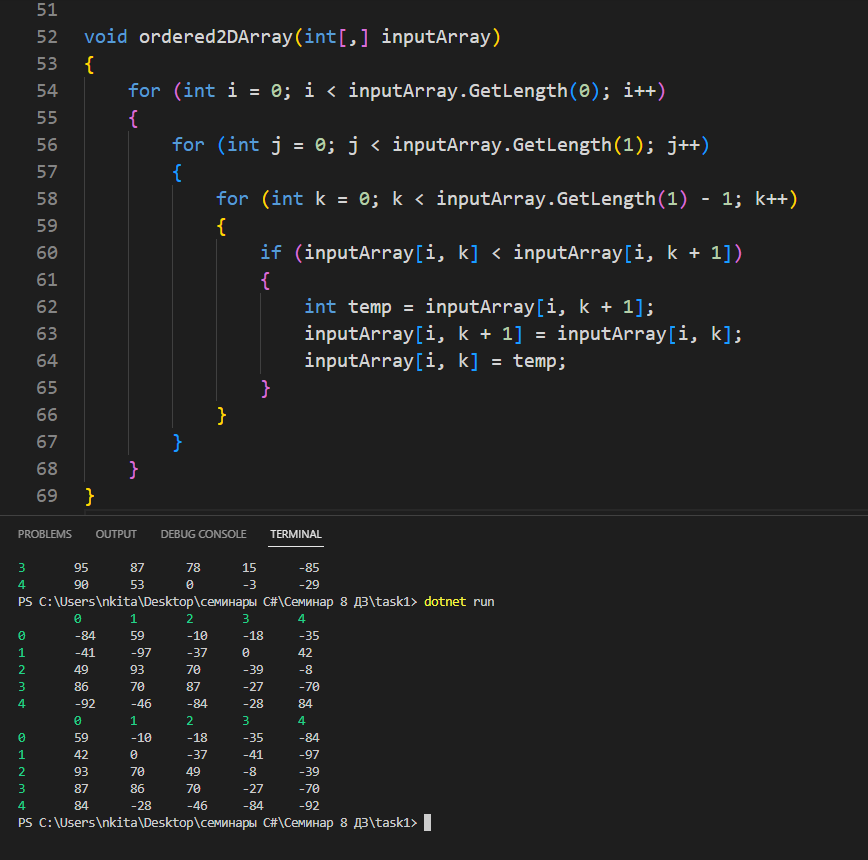 51
52 void ordered2DArray(int[,] inputArray)
53 {
54 for (int i = 0; i < inputArray.GetLength(0); i++)
55 {
56 for (int j = 0; j < inputArray.GetLength(1); j++)
57 {
58 for (int k = 0; k < inputArray.GetLength(1) - 1; k++)
59 {
60 if (inputArray[i, k] < inputArray[i, k + 1])
61 {
62 int temp = inputArray[i, k + 1];
63 inputArray[i, k + 1] = inputArray[i, k];
64 inputArray[i, k] = temp;
65 }
66 }
67 }
68 }
69 }
PROBLEMS OUTPUT DEBUG CONSOLE TERMINAL
3 95 87 78 15 -85
4 90 53 0 -3 -29
PS C:\Users\nkita\Desktop\семинары C#\Семинар 8 ДЗ\task1> dotnet run
0 1 2 3 4
0 -84 59 -10 -18 -35
1 -41 -97 -37 0 42
2 49 93 70 -39 -8
3 86 70 87 -27 -70
4 -92 -46 -84 -28 84
0 1 2 3 4
0 59 -10 -18 -35 -84
1 42 0 -37 -41 -97
2 93 70 49 -8 -39
3 87 86 70 -27 -70
4 84 -28 -46 -84 -92
PS C:\Users\nkita\Desktop\семинары C#\Семинар 8 ДЗ\task1>